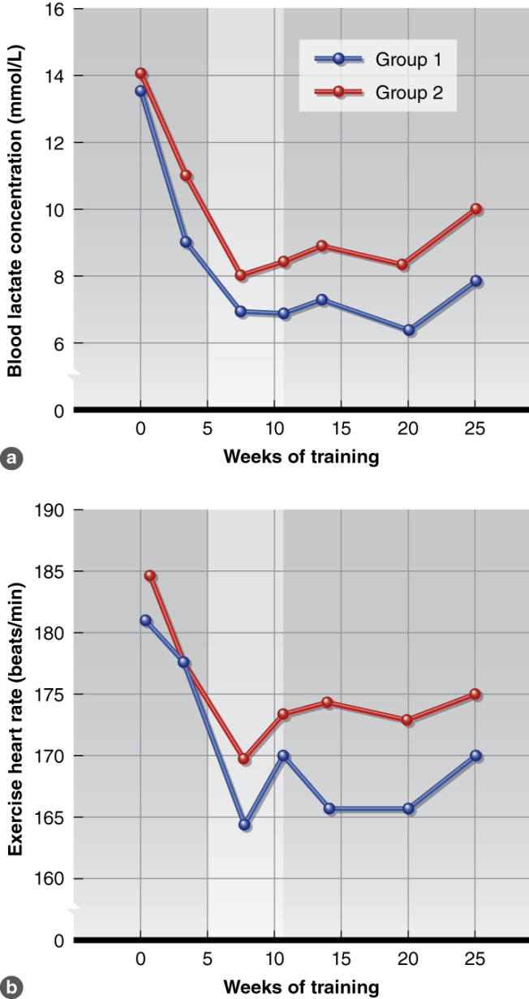 16
14
12
10
8
6
0
Blood lactate concentration (mmol/L)
Group 1
Group 2
0 5 10 15 20 25
Weeks of training
a
190
185
180
175
170
165
160
0
Exercise heart rate (beats/min)
0 5 10 15 20 25
Weeks of training
b